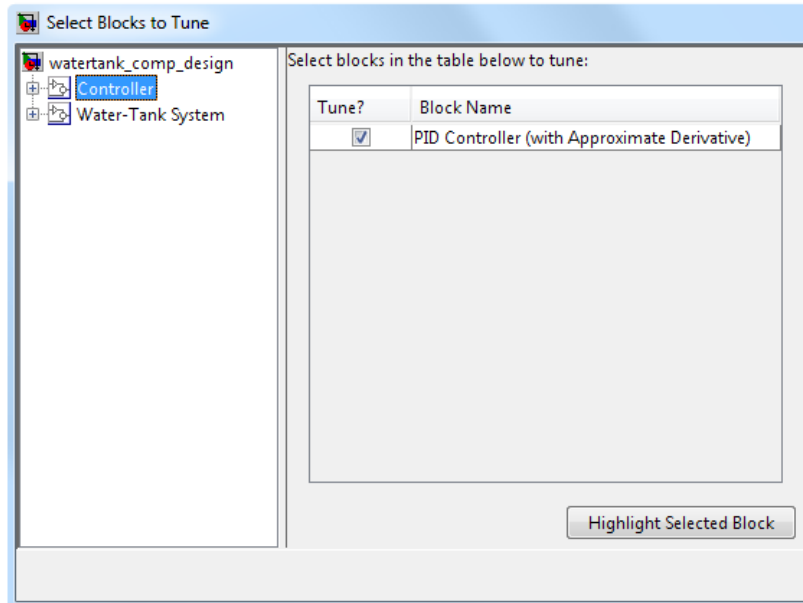 Select Blocks to Tune
watertank_comp_design
Controller
Water-Tank System
Select blocks in the table below to tune:
Tune? Block Name
PID Controller (with Approximate Derivative)
Highlight Selected Block